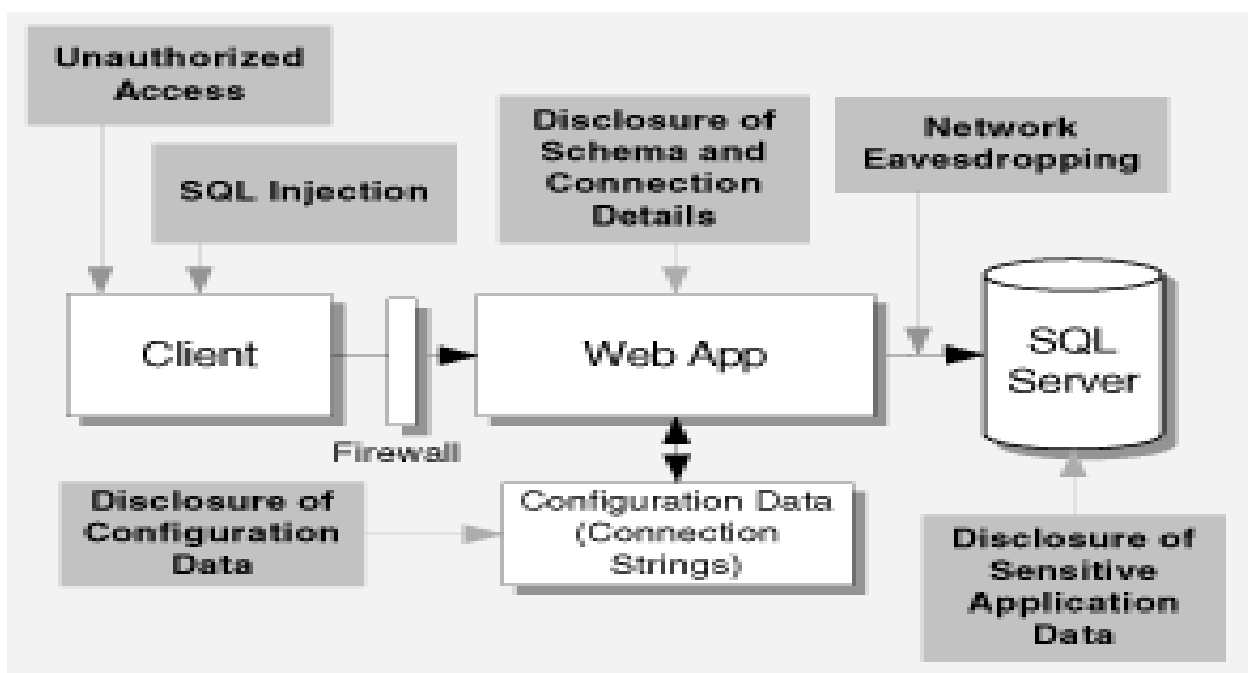 Unauthorized
Access
SQL Injection
Disclosure of
Schema and
Connection
Details
Network
Eavesdropping
Client
Firewall
Web App
SQL
Server
Disclosure of
Configuration
Data
Configuration Data
(Connection
Strings)
Disclosure of
Sensitive
Application
Data